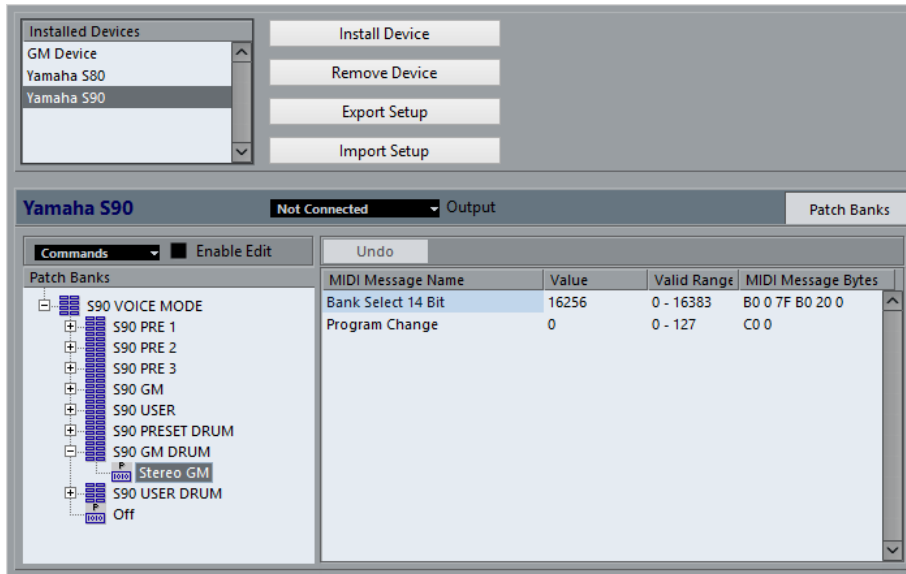 Installed Devices
GM Device
Yamaha S80
Yamaha S90
Install Device
Remove Device
Export Setup
Import Setup
Yamaha S90 Not Connected Output Patch Banks
Commands Enable Edit Undo
Patch Banks
S90 VOICE MODE
S90 PRE 1
S90 PRE 2
S90 PRE 3
S90 GM
S90 USER
S90 PRESET DRUM
S90 GM DRUM
P
1010 Stereo GM
S90 USER DRUM
P
1010 Off
MIDI Message Name Value Valid Range MIDI Message Bytes
Bank Select 14 Bit 16256 0 - 16383 B0 0 7F B0 20 0
Program Change 0 0 - 127 C0 0